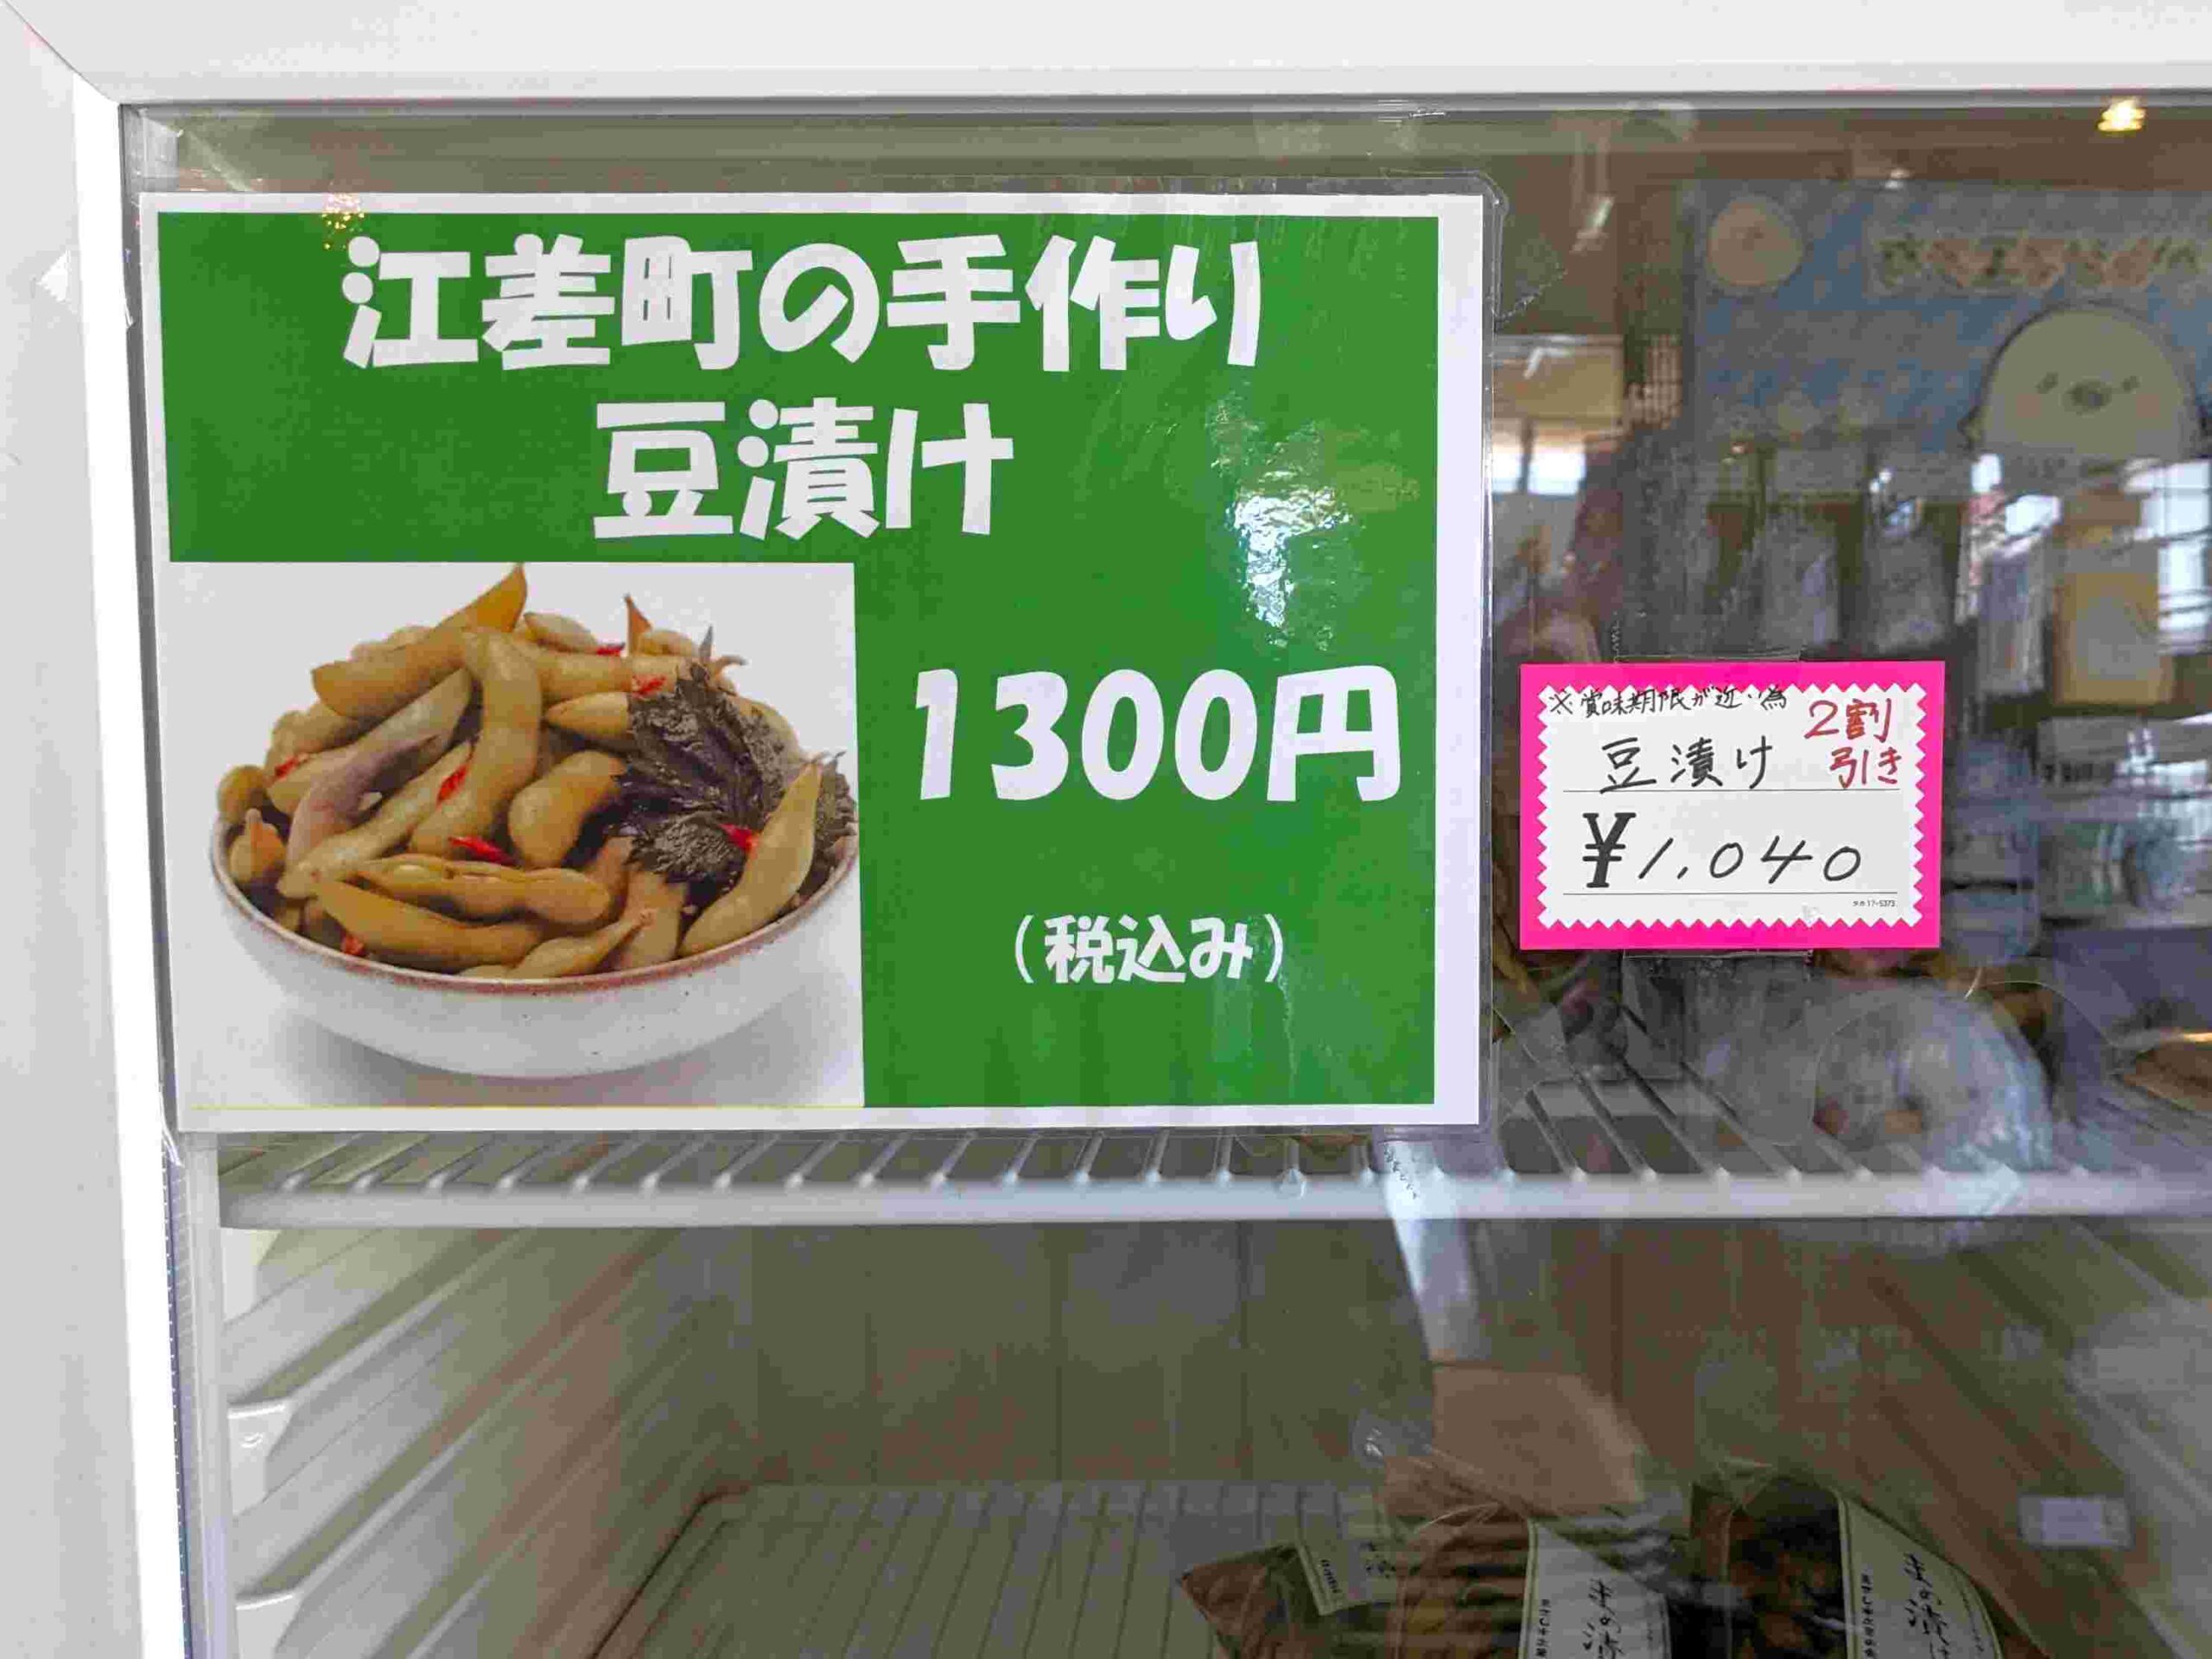 江差町の手作り
豆漬け
1300円
(税込み)
※賞味期限が近い為
2割
引き
豆漬け
¥1,040